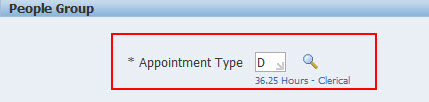 People Group
* Appointment Type D
36.25 Hours - Clerical